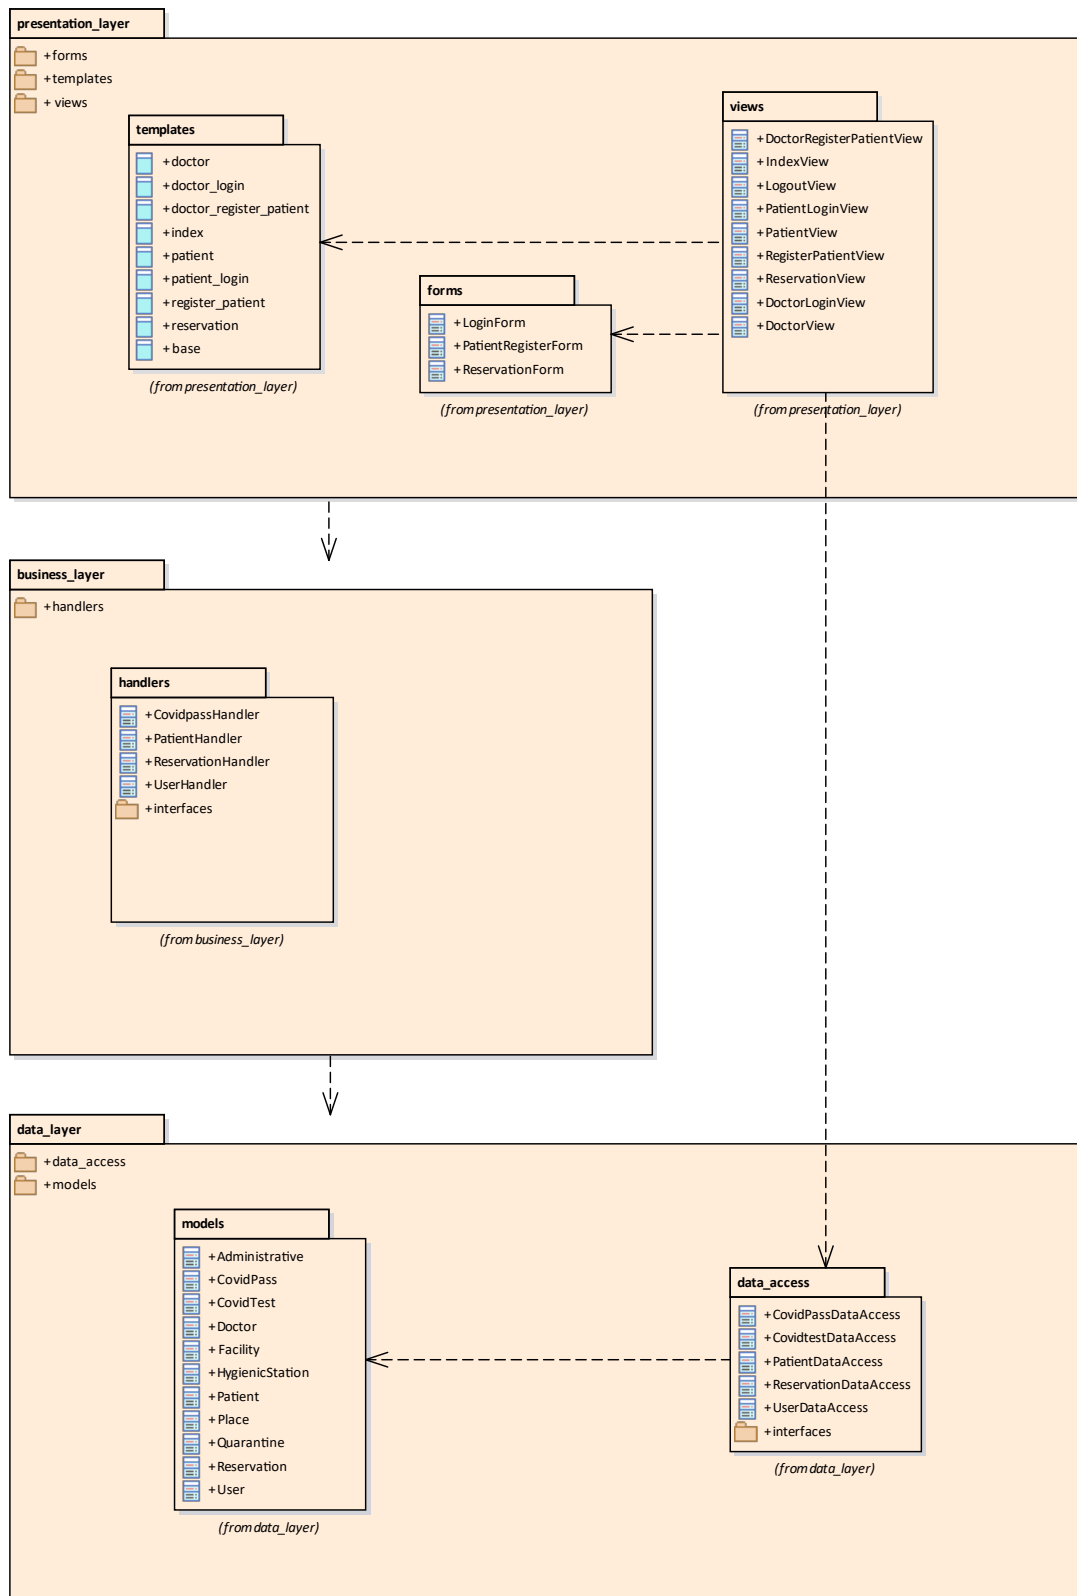 presentation_layer
+forms
+templates
+ views
templates
+doctor
+doctor_login
+doctor_register_patient
+index
+patient
+patient_login
+register_patient
+reservation
+base
(from presentation_layer)
forms
+LoginForm
+PatientRegisterForm
+ReservationForm
(from presentation_layer)
views
+DoctorRegisterPatientView
+IndexView
+LogoutView
+PatientLoginView
+PatientView
+RegisterPatientView
+ReservationView
+DoctorLoginView
+DoctorView
(from presentation_layer)
business_layer
+handlers
handlers
+CovidpassHandler
+PatientHandler
+ReservationHandler
+UserHandler
+interfaces
(from business_layer)
data_layer
+data_access
+models
models
+Administrative
+CovidPass
+CovidTest
+Doctor
+ Facility
+HygienicStation
+Patient
+Place
+Quarantine
+Reservation
+User
(from data_layer)
data_access
+CovidPassDataAccess
+CovidtestDataAccess
+PatientDataAccess
+ReservationDataAccess
+UserDataAccess
+interfaces
(from data_layer)